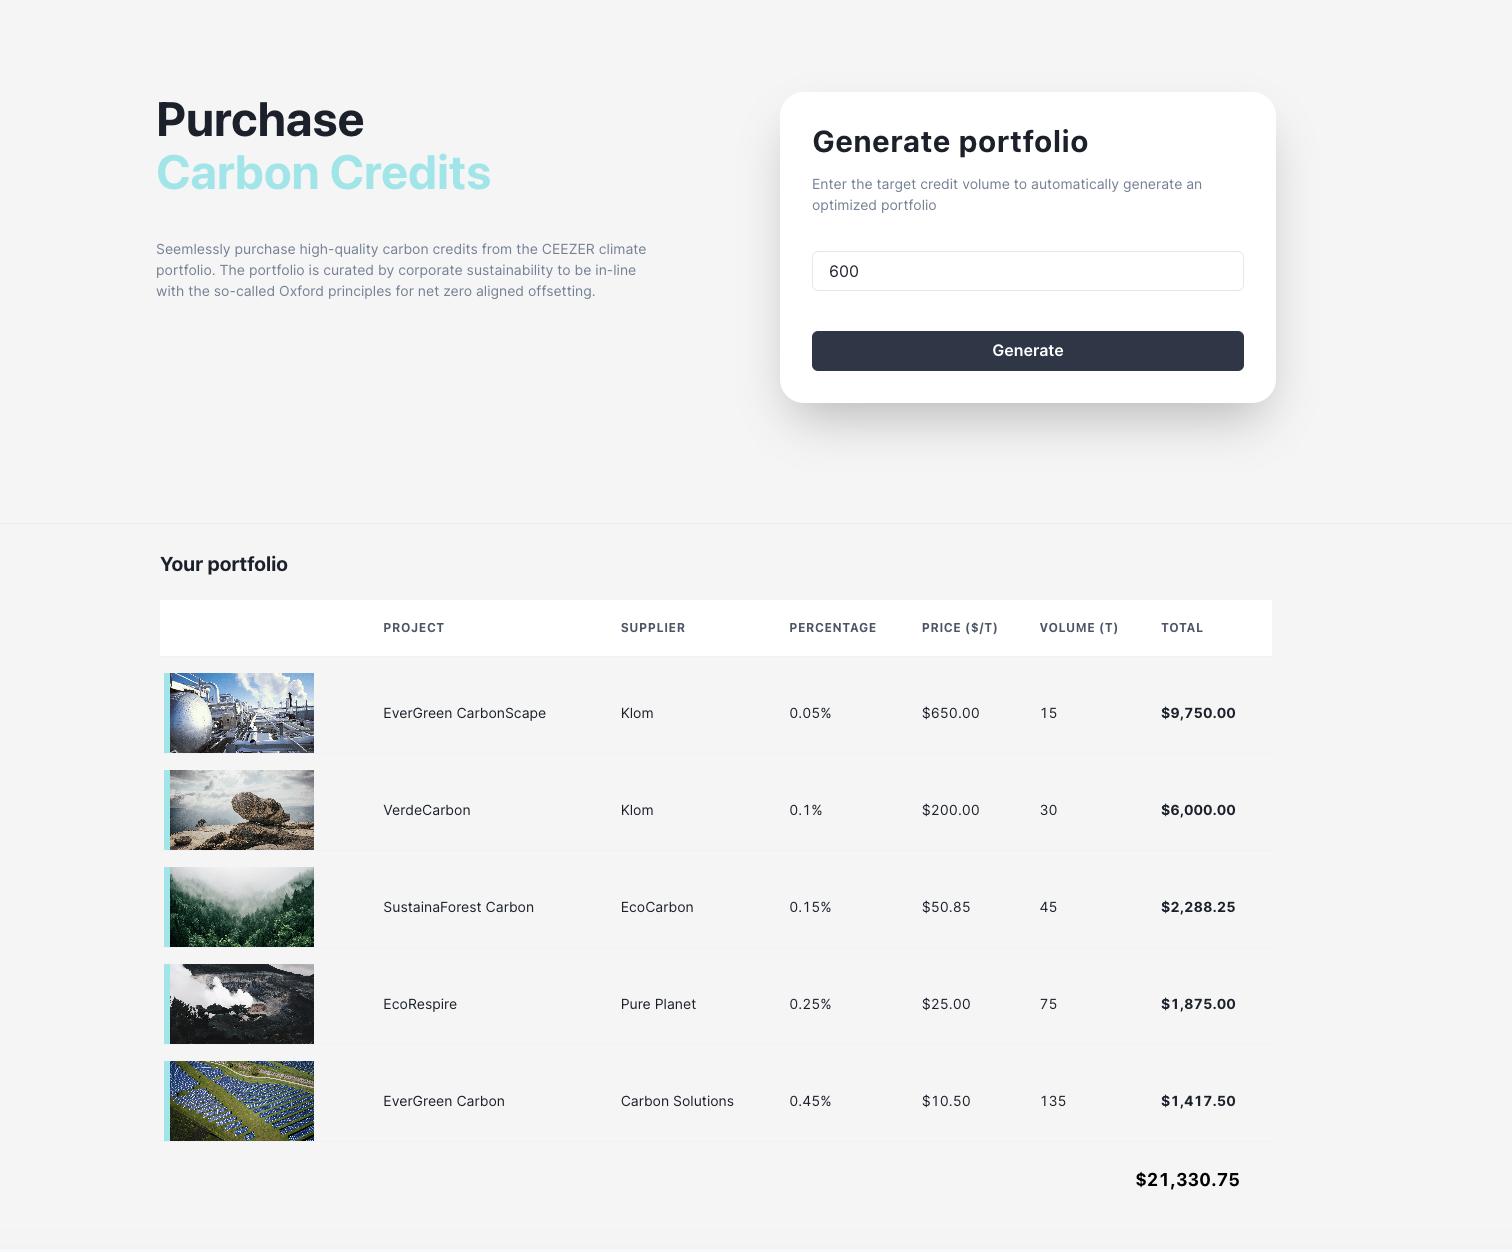 Purchase
Carbon Credits
Seemlessly purchase high-quality carbon credits from the CEEZER climate
portfolio. The portfolio is curated by corporate sustainability to be in-line
with the so-called Oxford principles for net zero aligned offsetting.
Generate portfolio
Enter the target credit volume to automatically generate an
optimized portfolio
600
Generate
Your portfolio
PROJECT SUPPLIER PERCENTAGE PRICE ($/T) VOLUME (T) TOTAL
EverGreen CarbonScape Klom 0.05% $650.00 15 $9,750.00
VerdeCarbon Klom 0.1% $200.00 30 $6,000.00
SustainaForest Carbon EcoCarbon 0.15% $50.85 45 $2,288.25
EcoRespire Pure Planet 0.25% $25.00 75 $1,875.00
EverGreen Carbon Carbon Solutions 0.45% $10.50 135 $1,417.50
$21,330.75